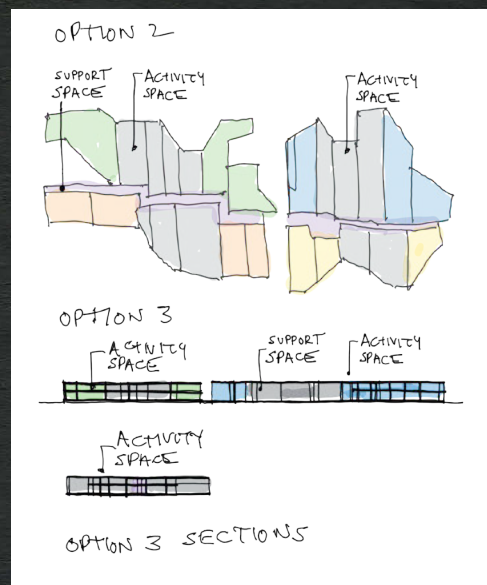 OPTION 2
SUPPORT
SPACE
ACTIVITY
SPACE
ACTIVITY
SPACE
OPTION 3
ACTIVITY
SPACE
SUPPORT
SPACE
ACTIVITY
SPACE
ACTIVITY
SPACE
OPTION 3 SECTIONS